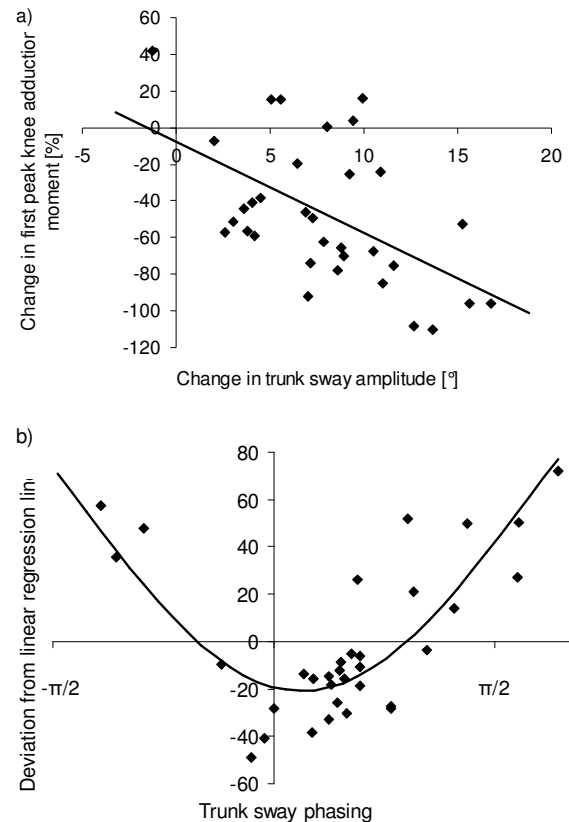 a)
Change in first peak knee adduction
moment [%]
60
40
20
0
-20
-40
-60
-80
-100
-120
-5
0
5
10
15
20
Change in trunk sway amplitude [°]
b)
Deviation from linear regression lin
80
60
40
20
0
-20
-40
-60
-π/2
π/2
Trunk sway phasing